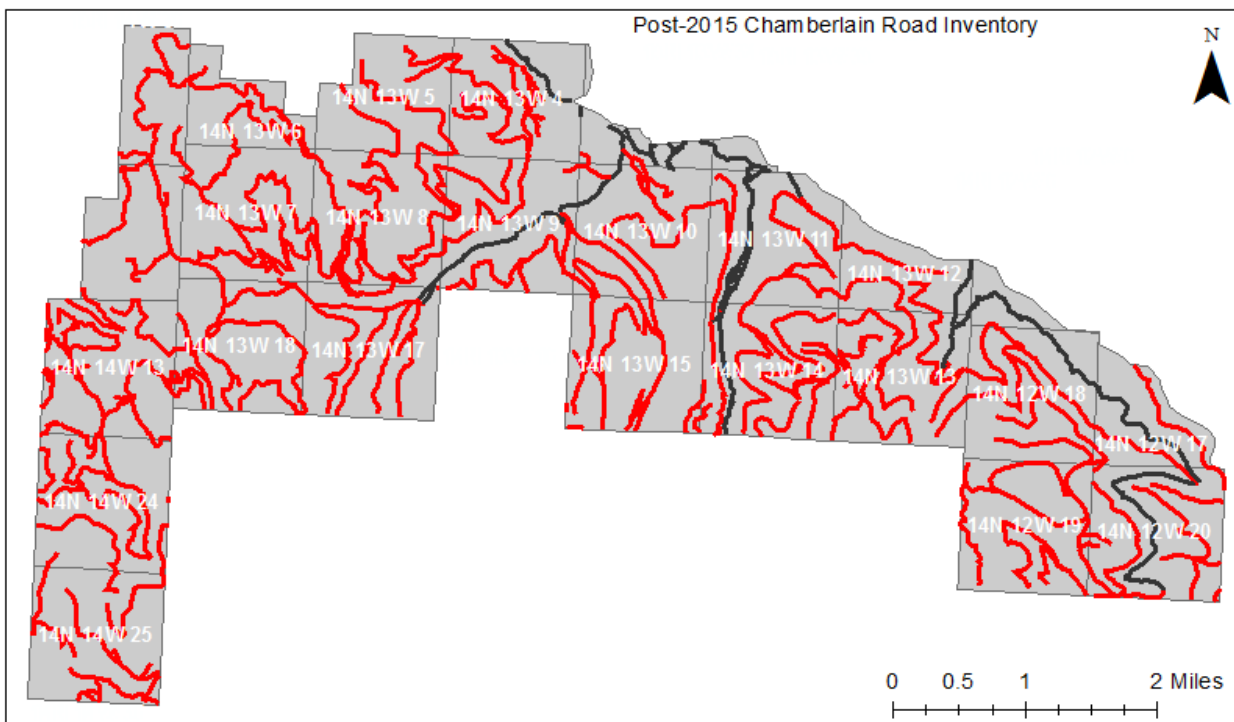 Post-2015 Chamberlain Road Inventory
N
14N 13W 5
14N 13W 4
14N 13W 6
14N 13W 7
14N 13W 8
14N 13W 9
14N 13W 10
14N 13W 11
14N 13W 12
14N 14W 13
14N 13W 18
14N 13W 17
14N 13W 15
14N 13W 14
14N 13W 13
14N 12W 18
14N 12W 17
14N 14W 24
14N 12W 19
14N 12W 20
14N 14W 25
0 0.5 1 2 Miles